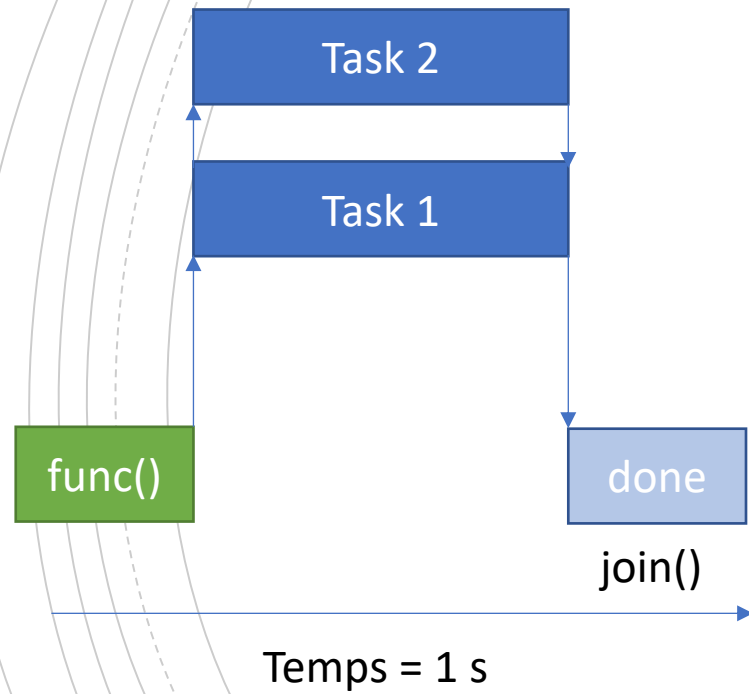 Task 2
Task 1
func()
done
join()
Temps = 1 s